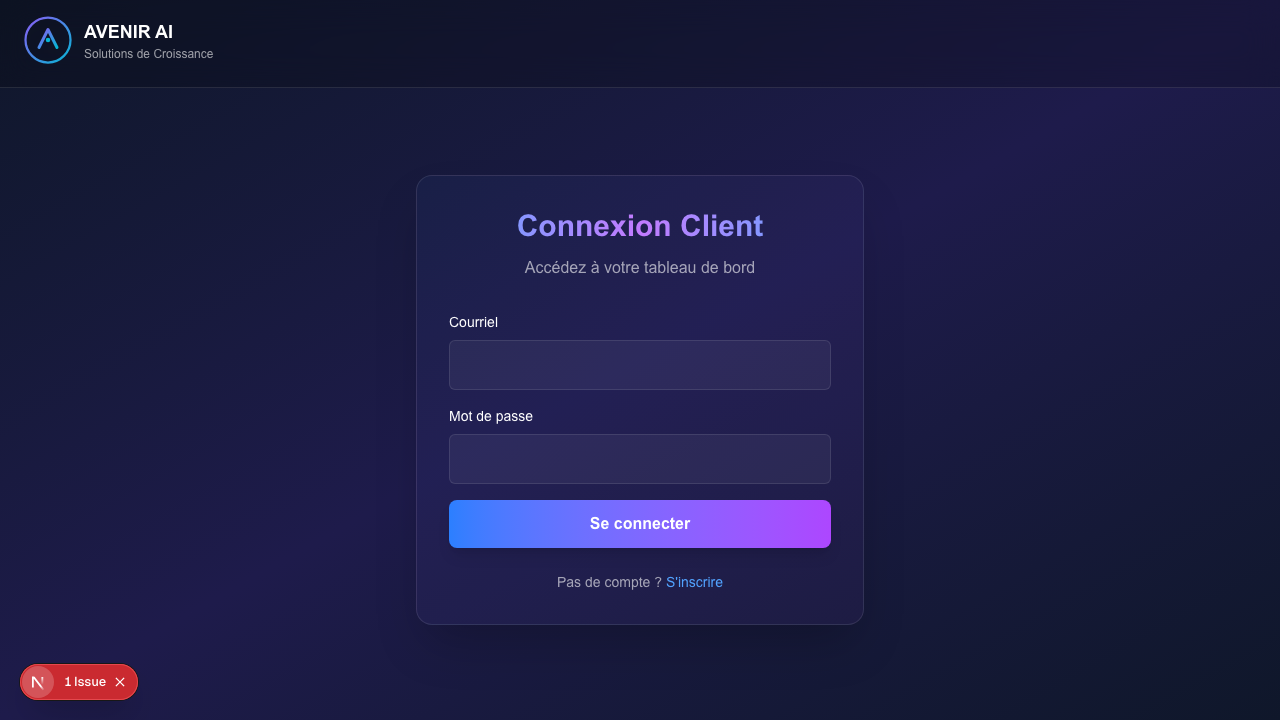 AVENIR AI
Solutions de Croissance
Connexion Client
Accédez à votre tableau de bord
Courriel
Mot de passe
Se connecter
Pas de compte ? S'inscrire
1 Issue